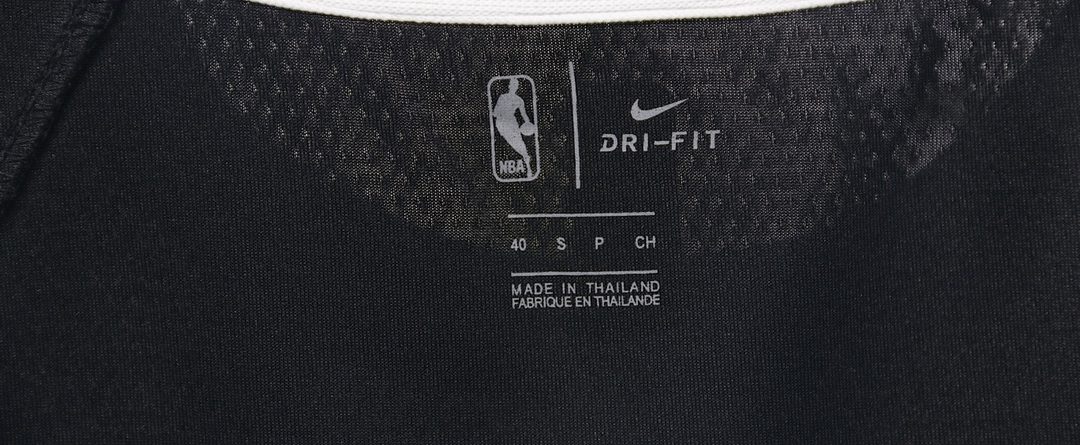 NBA
DRI-FIT
40 S P CH
MADE IN THAILAND
FABRIQUE EN THAILANDE